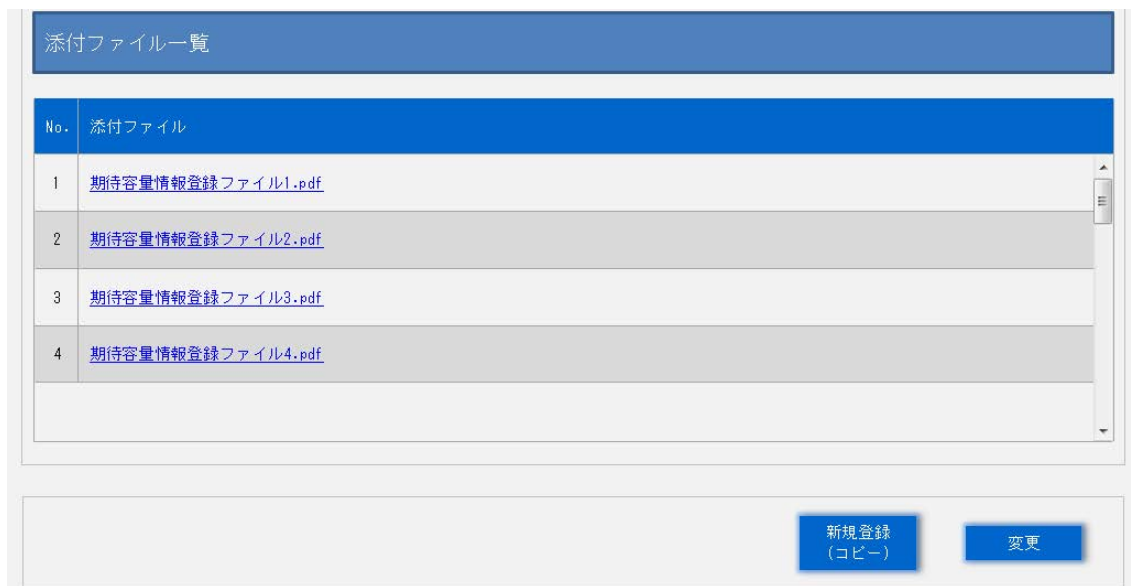 添付ファイル一覧
No. 添付ファイル
1 期待容量情報登録ファイル1.pdf
2 期待容量情報登録ファイル2.pdf
3 期待容量情報登録ファイル3.pdf
4 期待容量情報登録ファイル4.pdf
新規登録
(コピー)
変更